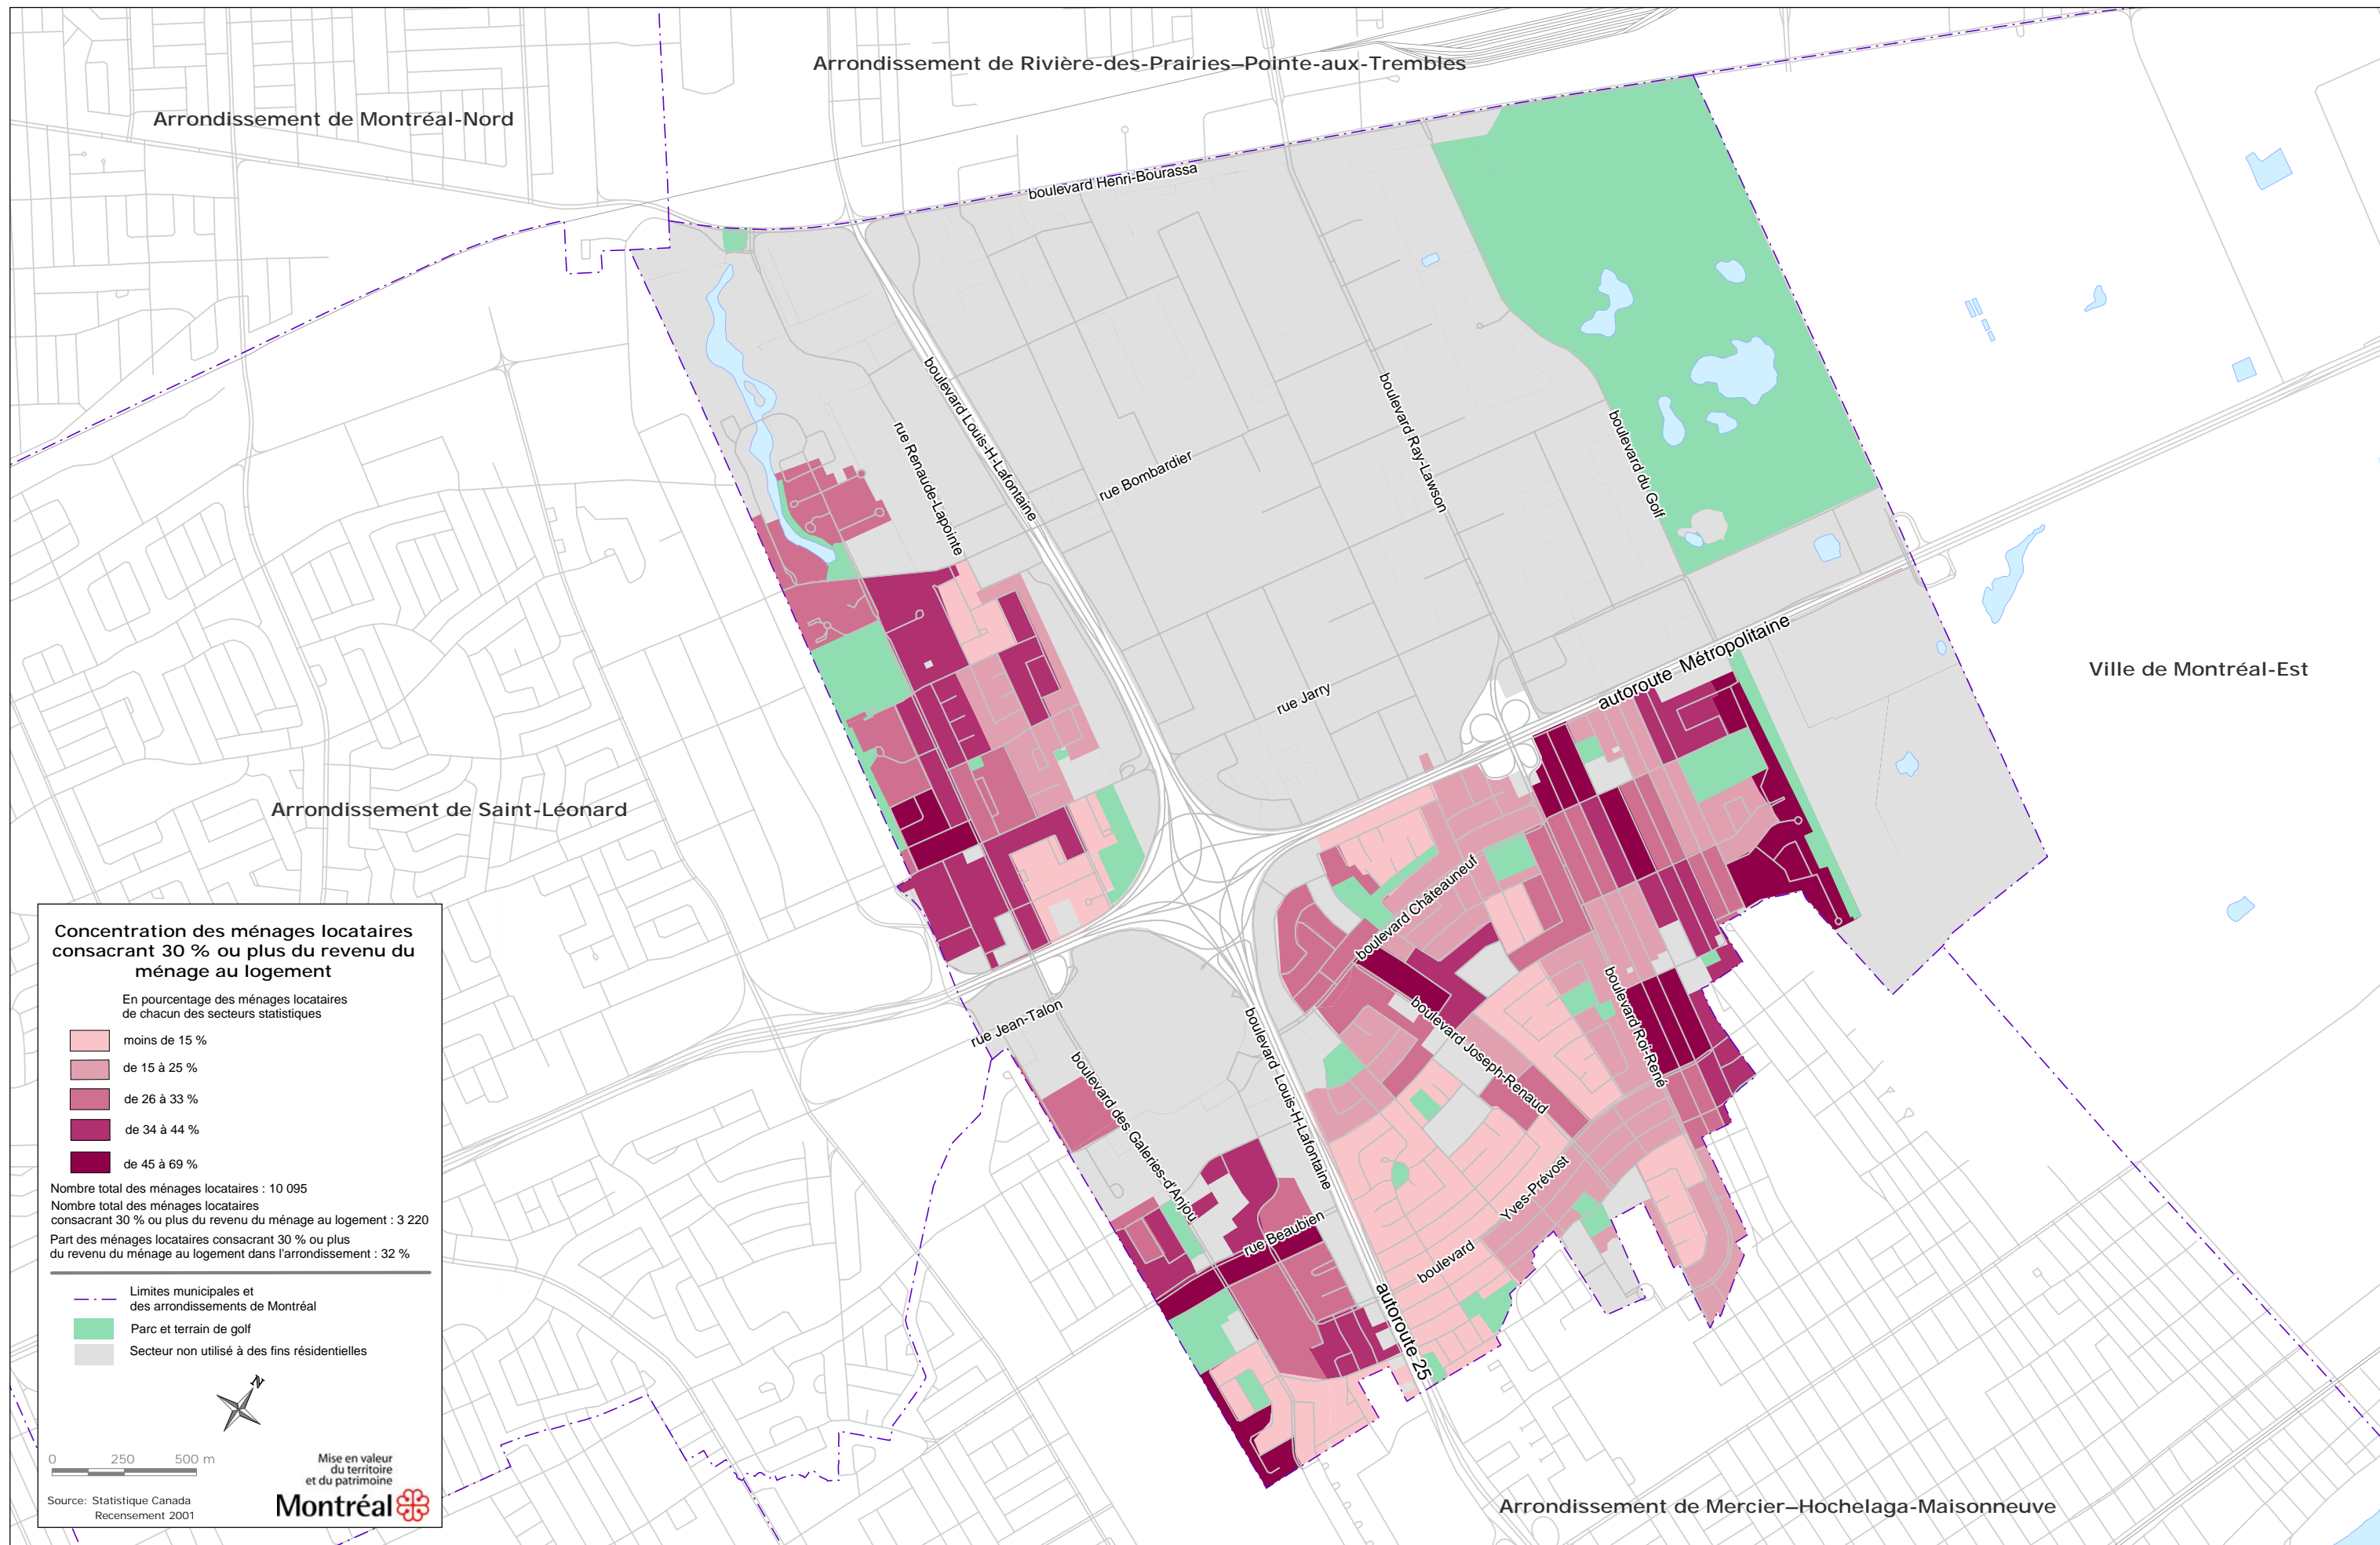 Arrondissement de Rivière-des-Prairies–Pointe-aux-Trembles
Arrondissement de Montréal-Nord
boulevard Henri-Bourassa
boulevard Louis-H-Lafontaine
rue Renaude-Lapointe
rue Bombardier
boulevard Ray-Lawson
boulevard du Golf
autoroute Métropolitaine
Ville de Montréal-Est
rue Jarry
Arrondissement de Saint-Léonard
boulevard Châteauneuf
boulevard Roi-René
boulevard Joseph-Renaud
rue Jean-Talon
boulevard des Galeries-d'Anjou
boulevard Louis-H-Lafontaine
rue Beaubien
boulevard Yves-Prévost
autoroute 25
Arrondissement de Mercier–Hochelaga-Maisonneuve
Concentration des ménages locataires
consacrant 30 % ou plus du revenu du
ménage au logement
En pourcentage des ménages locataires
de chacun des secteurs statistiques
moins de 15 %
de 15 à 25 %
de 26 à 33 %
de 34 à 44 %
de 45 à 69 %
Nombre total des ménages locataires : 10 095
Nombre total des ménages locataires
consacrant 30 % ou plus du revenu du ménage au logement : 3 220
Part des ménages locataires consacrant 30 % ou plus
du revenu du ménage au logement dans l'arrondissement : 32 %
Limites municipales et
des arrondissements de Montréal
Parc et terrain de golf
Secteur non utilisé à des fins résidentielles
N
0 250 500 m
Mise en valeur
du territoire
et du patrimoine
Montréal
Source: Statistique Canada
Recensement 2001